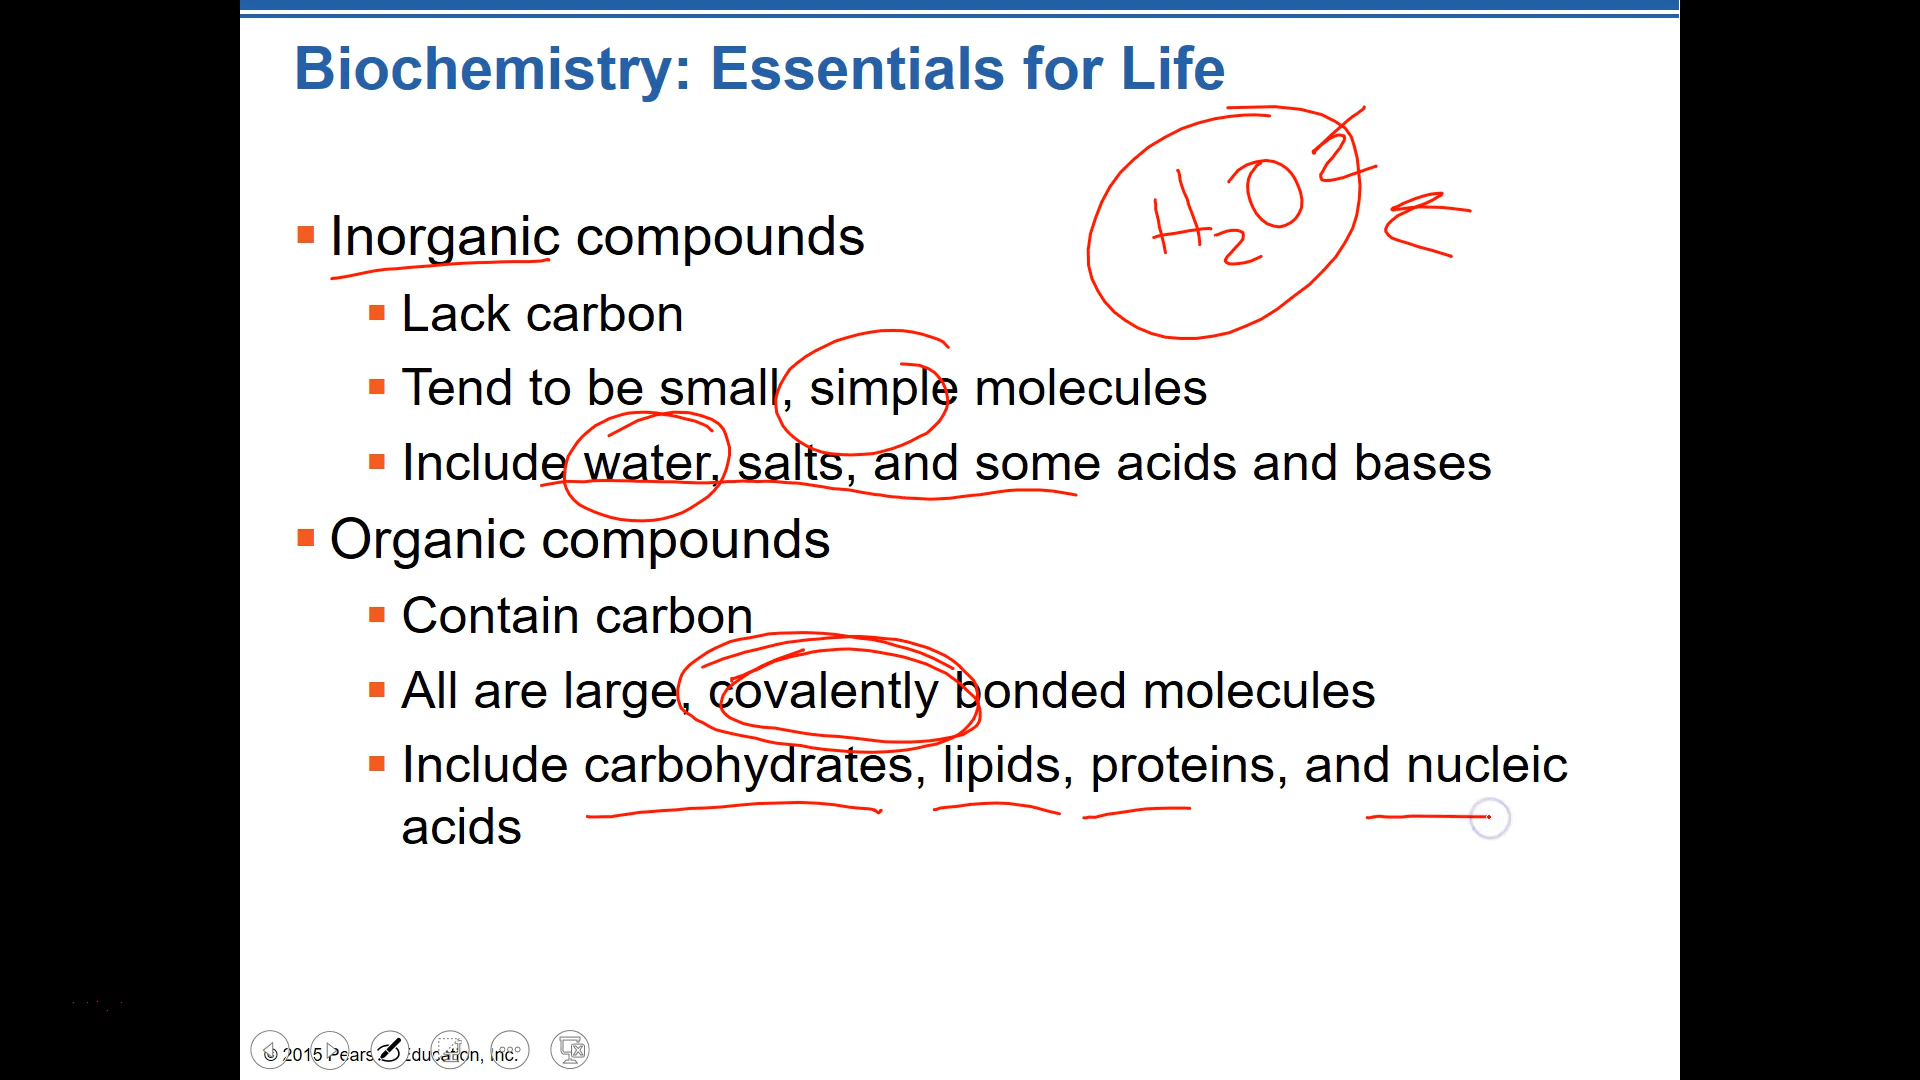 Biochemistry: Essentials for Life
H2O
2
▪ Inorganic compounds
▪ Lack carbon
▪ Tend to be small, simple molecules
▪ Include water, salts, and some acids and bases
▪ Organic compounds
▪ Contain carbon
▪ All are large, covalently bonded molecules
▪ Include carbohydrates, lipids, proteins, and nucleic
acids
© 2015 Pearson Education, Inc.